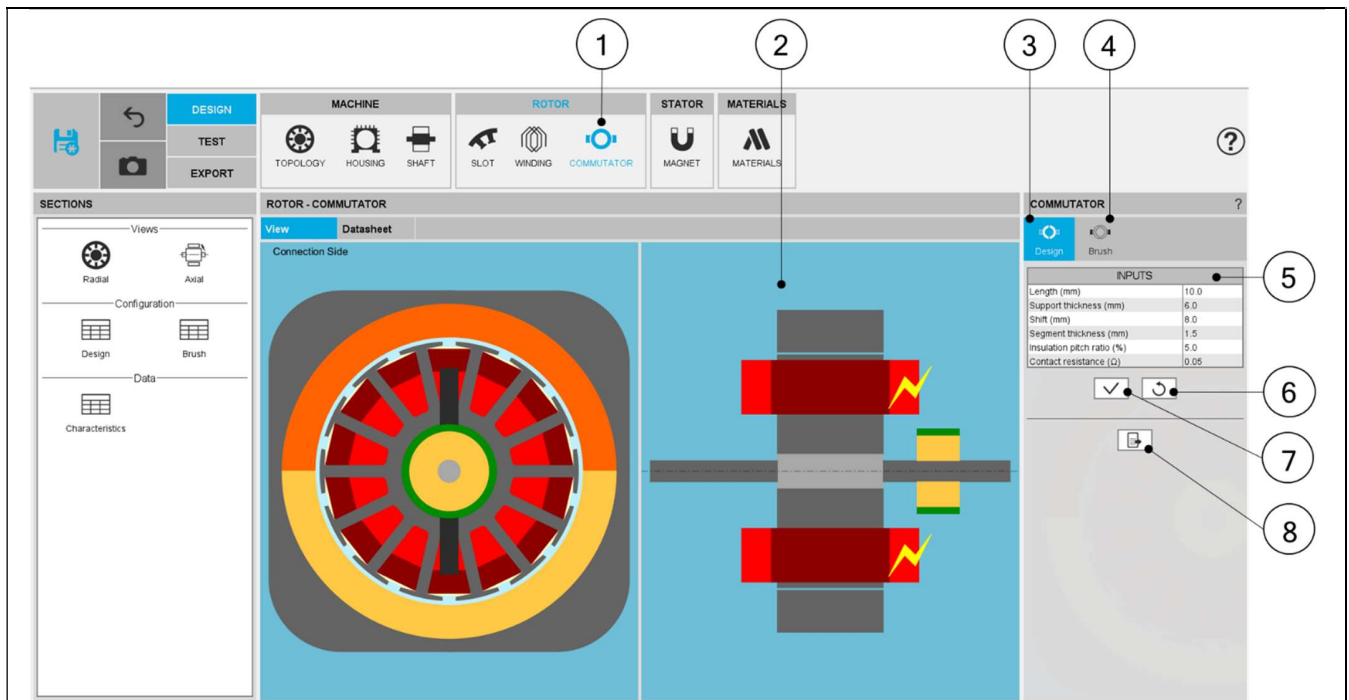 1
2
3
4
DESIGN
TEST
EXPORT
MACHINE
TOPOLOGY
HOUSING
SHAFT
ROTOR
SLOT
WINDING
COMMUTATOR
STATOR
MAGNET
MATERIALS
MATERIALS
?
SECTIONS
Views
Radial
Axial
Configuration
Design
Brush
Data
Characteristics
ROTOR - COMMUTATOR
View
Datasheet
Connection Side
COMMUTATOR ?
Design
Brush
INPUTS
Length (mm) 10.0
Support thickness (mm) 6.0
Shift (mm) 8.0
Segment thickness (mm) 1.5
Insulation pitch ratio (%) 5.0
Contact resistance (Ω) 0.05
5
6
7
8